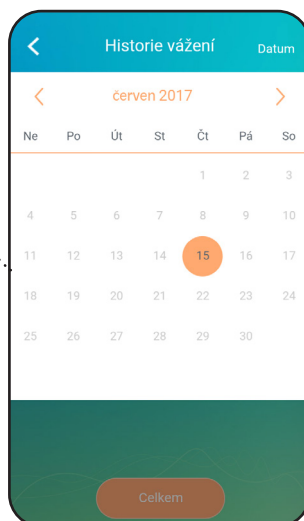 Historie vážení Datum
červen 2017
Ne Po Út St Čt Pá So
1 2 3
4 5 6 7 8 9 10
11 12 13 14 15 16 17
18 19 20 21 22 23 24
25 26 27 28 29 30
Celkem